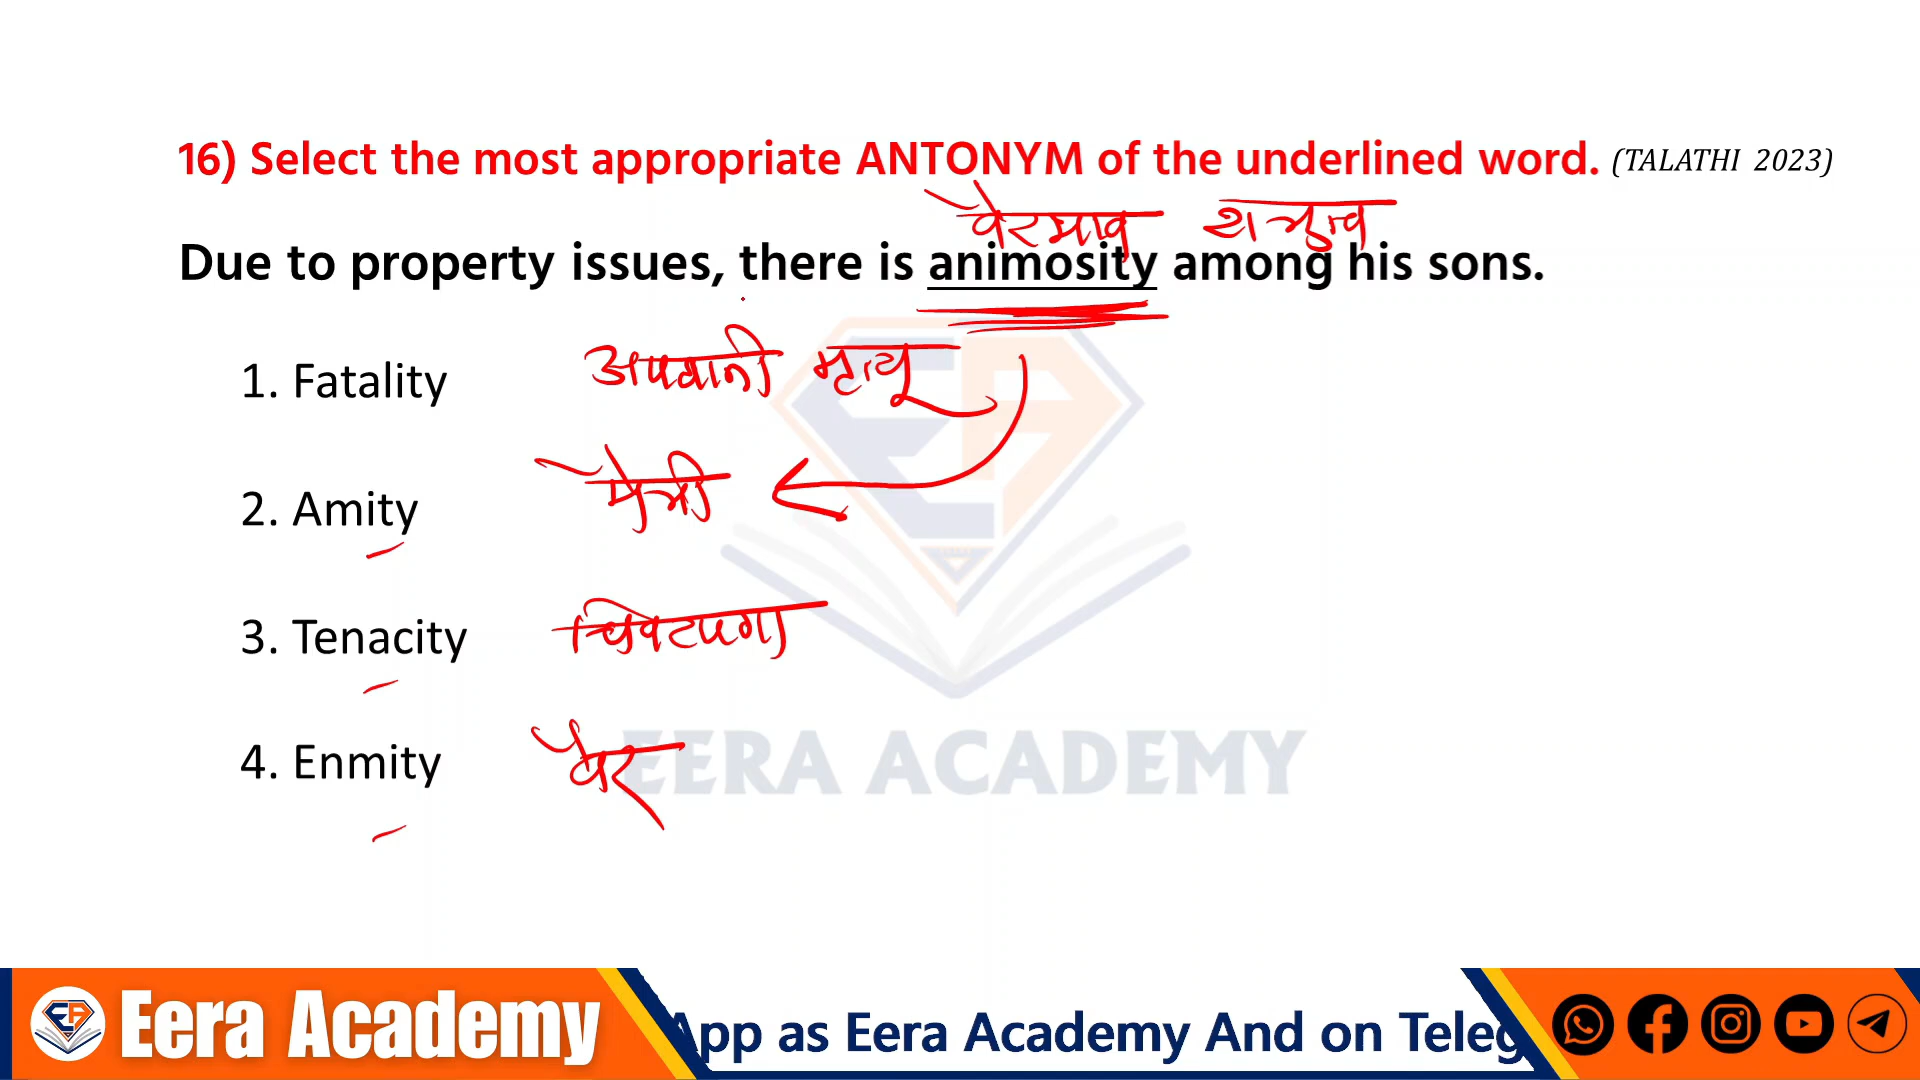 16) Select the most appropriate ANTONYM of the underlined word. (TALATHI 2023)
वैरभाव शत्रुत्व
Due to property issues, there is animosity among his sons.
1. Fatality अपघाती मृत्यू
2. Amity मैत्री
3. Tenacity चिकटपणा
4. Enmity वैर
EERA ACADEMY
Eera Academy
App as Eera Academy And on Teleg